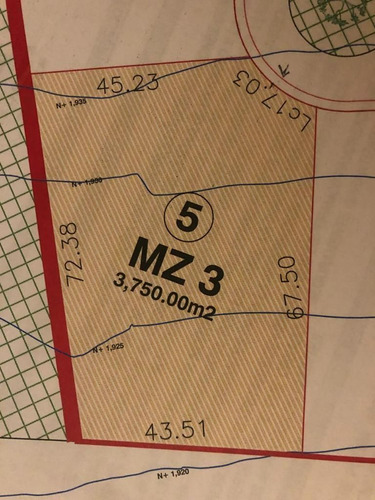 45.23
Lc17.03
N+ 1,935
N+ 1,930
5
MZ 3
3,750.00m2
72.38
67.50
N+ 1,925
43.51
N+ 1,920